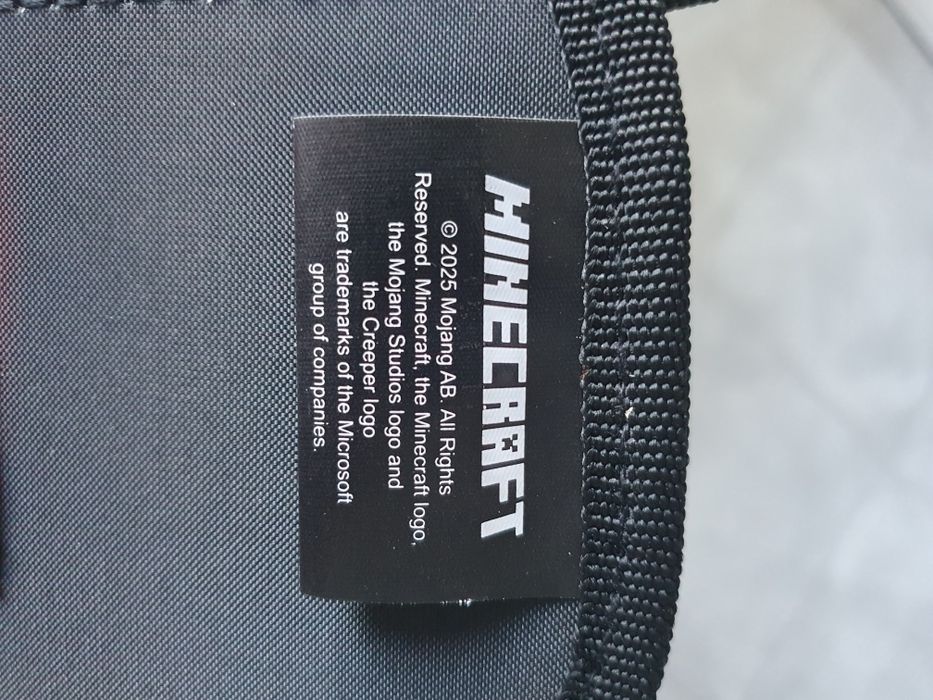 MINECRAFT
© 2025 Mojang AB. All Rights
Reserved. Minecraft, the Minecraft logo,
the Mojang Studios logo and
the Creeper logo
are trademarks of the Microsoft
group of companies.